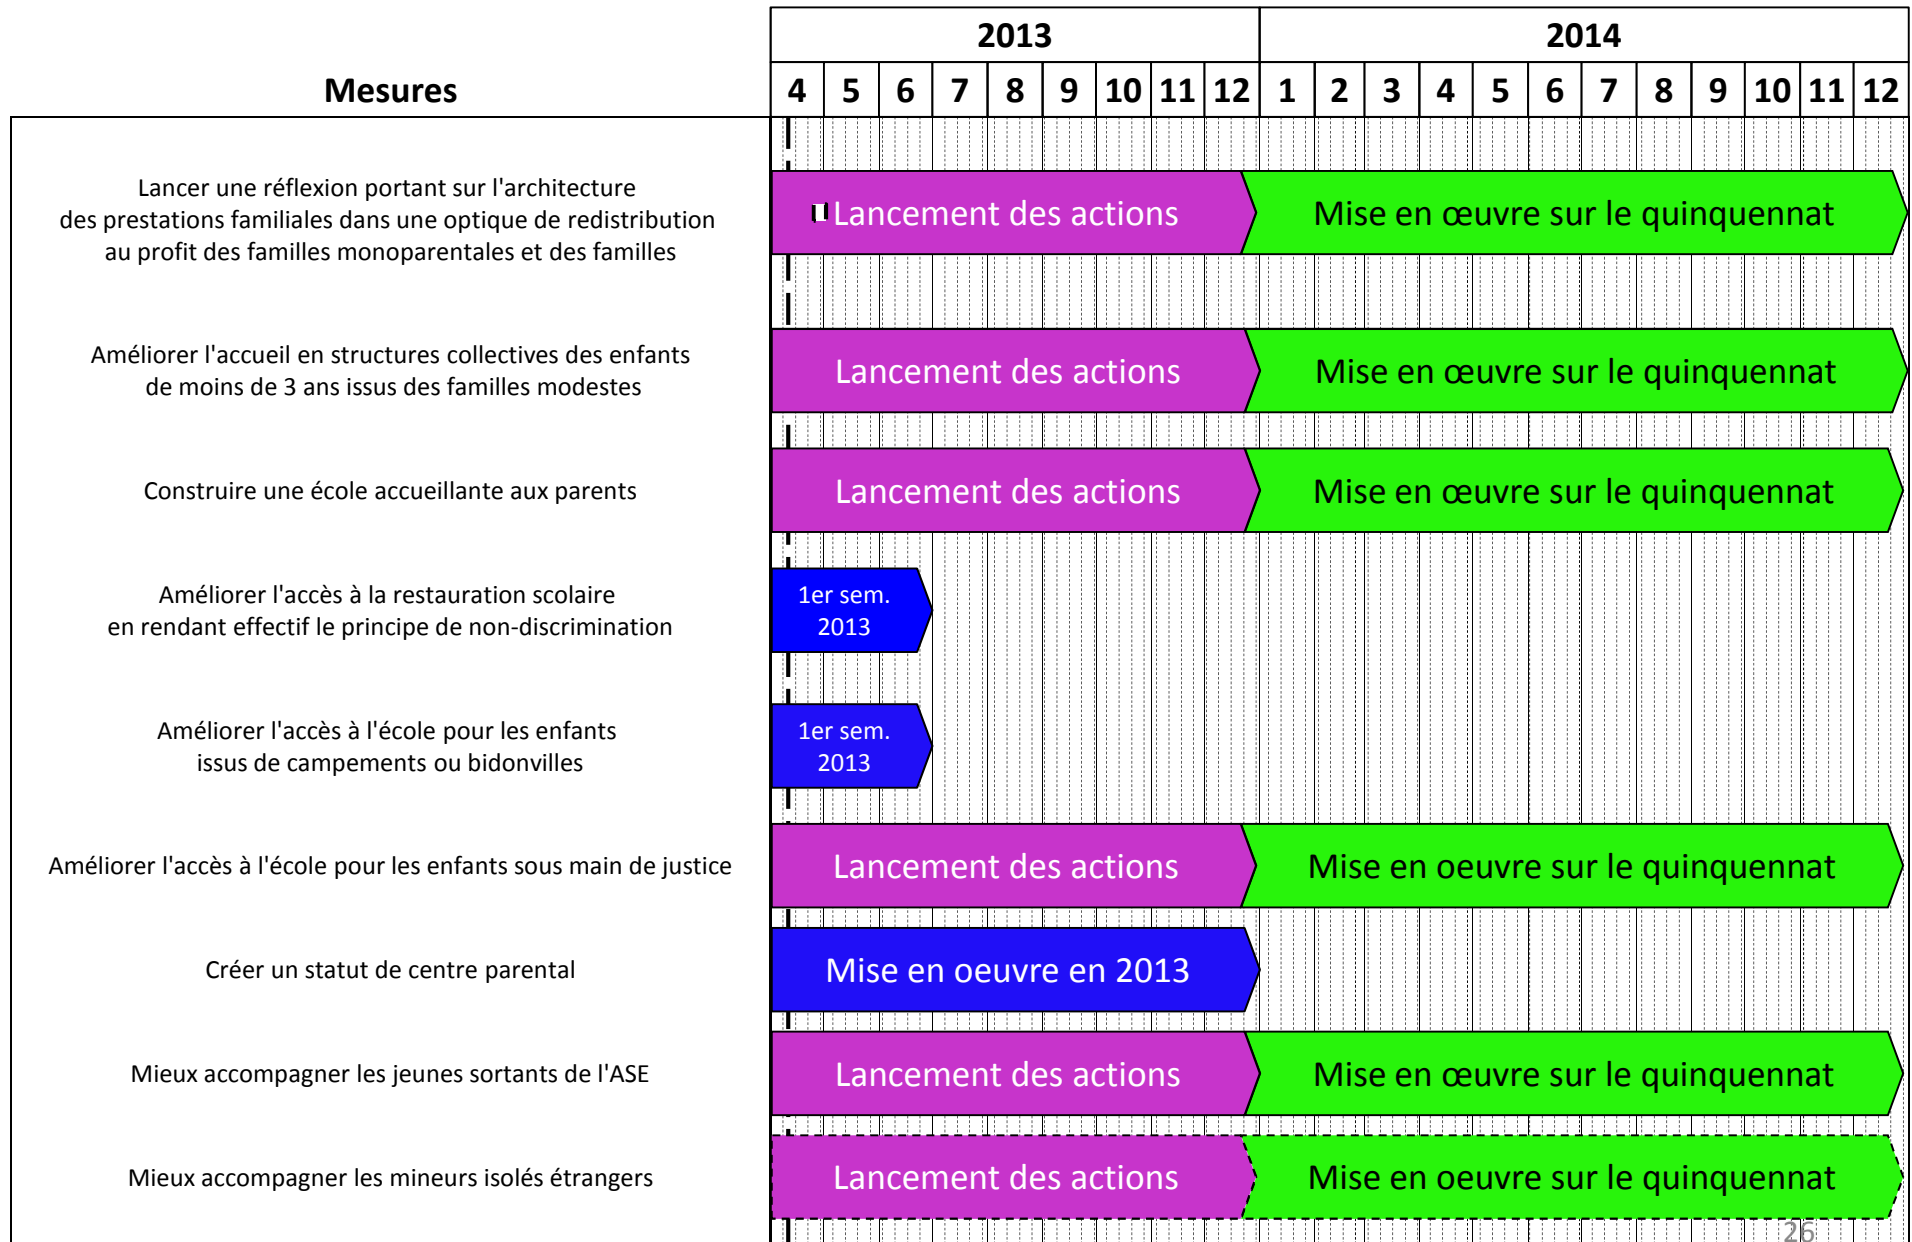 2013 2014
Mesures 4 5 6 7 8 9 10 11 12 1 2 3 4 5 6 7 8 9 10 11 12
Lancer une réflexion portant sur l'architecture
des prestations familiales dans une optique de redistribution
au profit des familles monoparentales et des familles
Lancement des actions Mise en œuvre sur le quinquennat
Améliorer l'accueil en structures collectives des enfants
de moins de 3 ans issus des familles modestes
Lancement des actions Mise en œuvre sur le quinquennat
Construire une école accueillante aux parents
Lancement des actions Mise en œuvre sur le quinquennat
Améliorer l'accès à la restauration scolaire
en rendant effectif le principe de non-discrimination
1er sem.
2013
Améliorer l'accès à l'école pour les enfants
issus de campements ou bidonvilles
1er sem.
2013
Améliorer l'accès à l'école pour les enfants sous main de justice
Lancement des actions Mise en oeuvre sur le quinquennat
Créer un statut de centre parental
Mise en oeuvre en 2013
Mieux accompagner les jeunes sortants de l'ASE
Lancement des actions Mise en œuvre sur le quinquennat
Mieux accompagner les mineurs isolés étrangers
Lancement des actions Mise en oeuvre sur le quinquennat
26